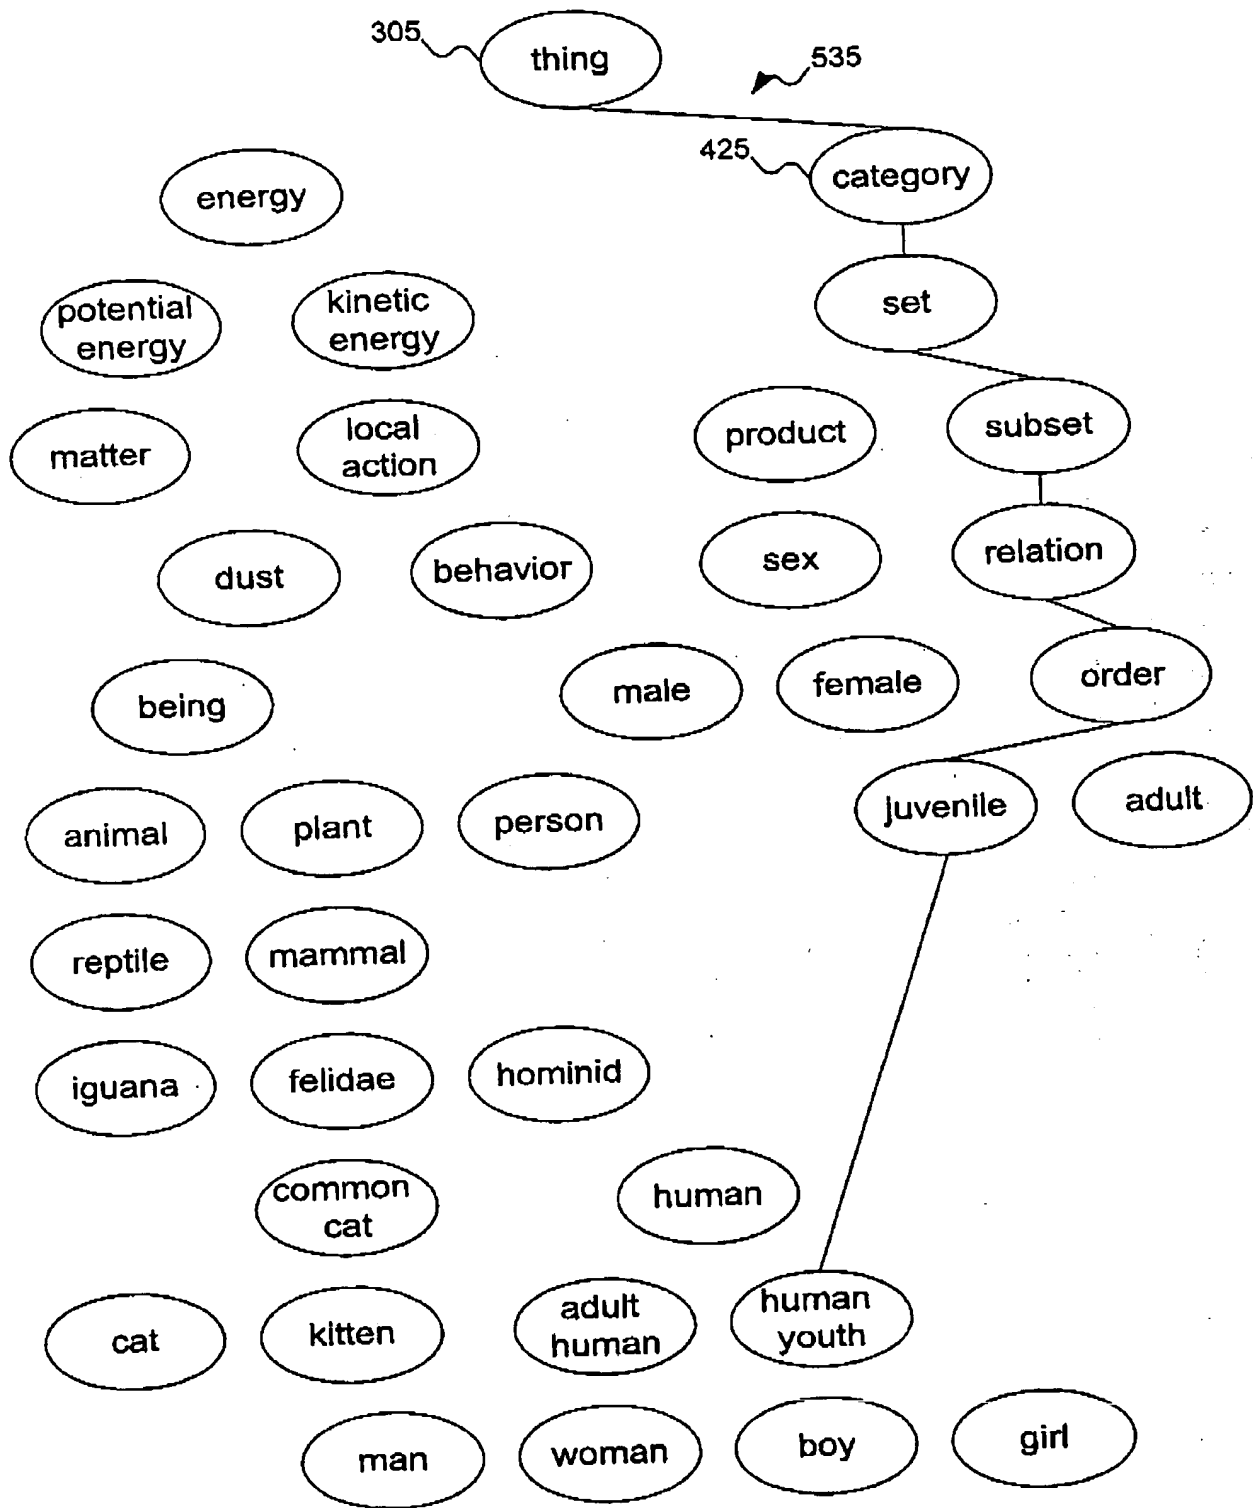 305
thing
535
425
category
energy
set
potential
energy
kinetic
energy
product
subset
matter
local
action
sex
relation
dust
behavior
male
female
order
being
juvenile
adult
animal
plant
person
reptile
mammal
iguana
felidae
hominid
common
cat
human
cat
kitten
adult
human
human
youth
man
woman
boy
girl